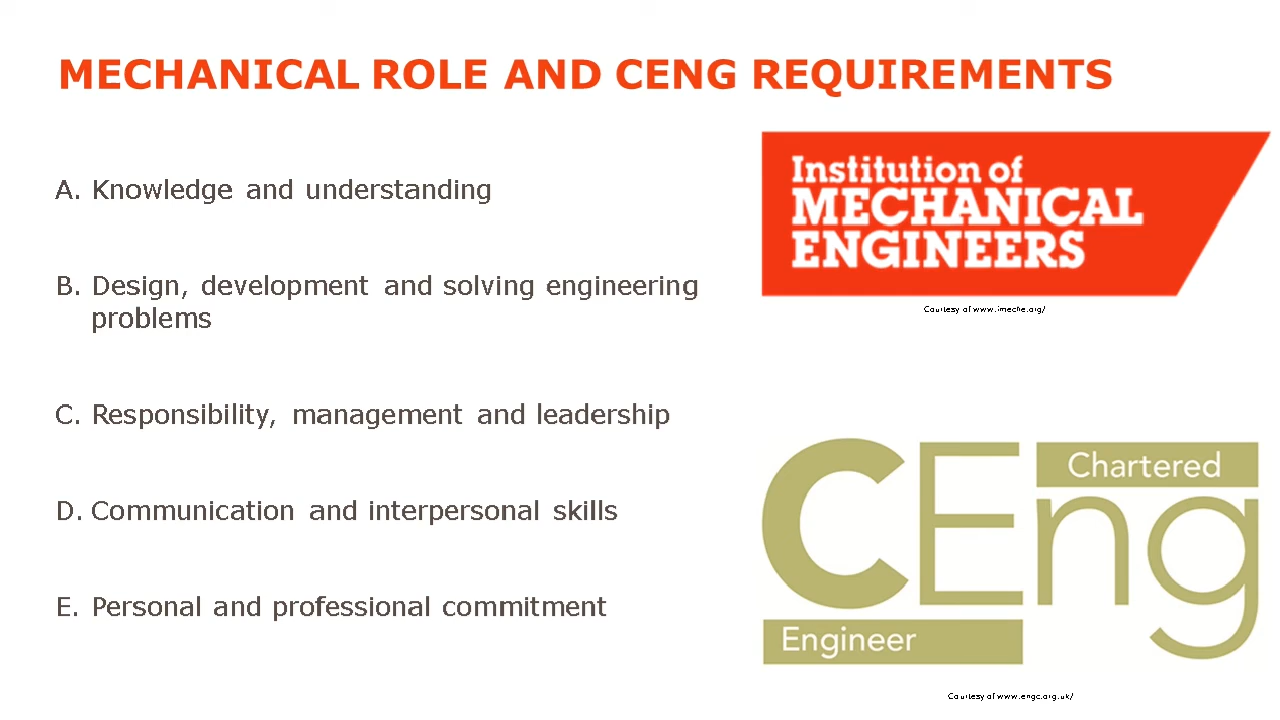 MECHANICAL ROLE AND CENG REQUIREMENTS
A. Knowledge and understanding
B. Design, development and solving engineering
problems
C. Responsibility, management and leadership
D. Communication and interpersonal skills
E. Personal and professional commitment
Institution of
MECHANICAL
ENGINEERS
Courtesy of www.imeche.org/
CEng
Chartered
Engineer
Courtesy of www.engc.org.uk/